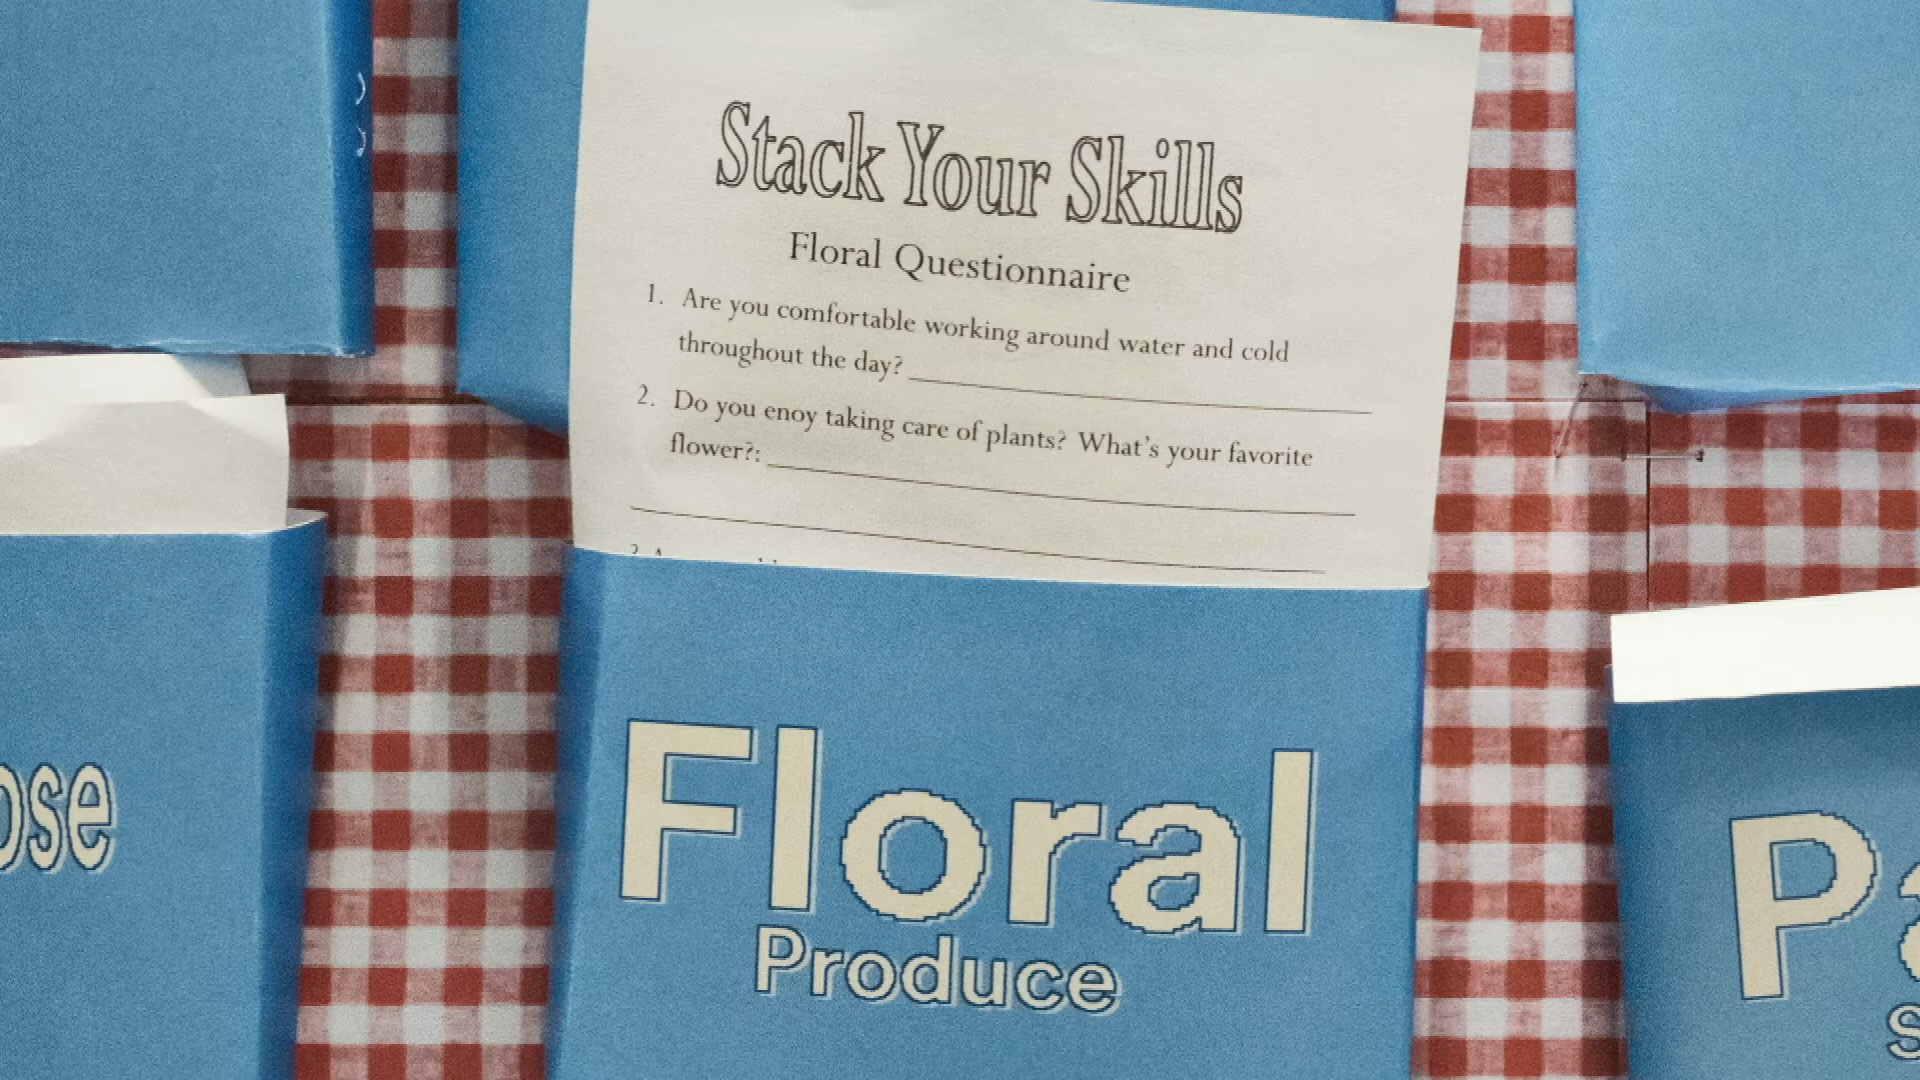 Stack Your Skills
Floral Questionnaire
1. Are you comfortable working around water and cold
throughout the day?
2. Do you enoy taking care of plants? What's your favorite
flower?:
Floral
Produce